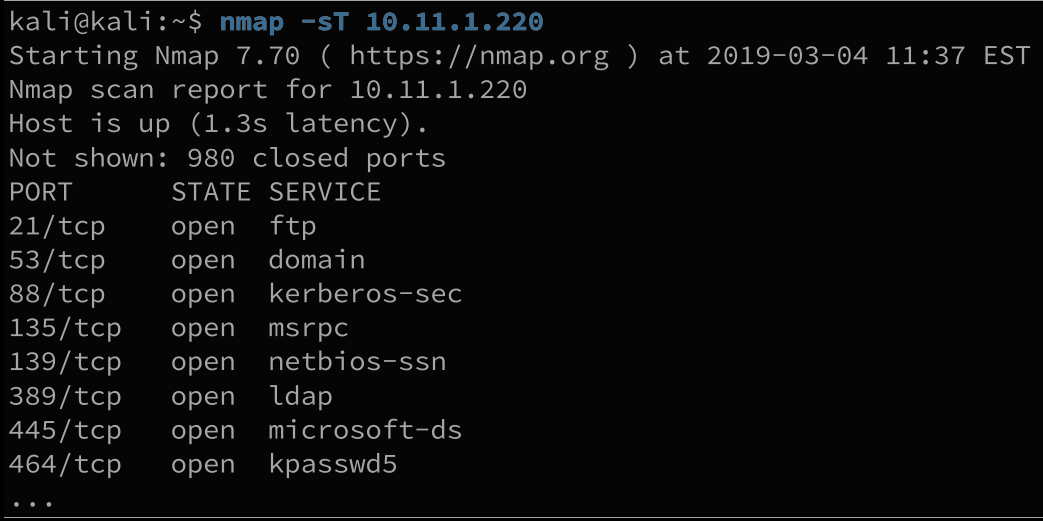 kali@kali:~$ nmap -sT 10.11.1.220
Starting Nmap 7.70 ( https://nmap.org ) at 2019-03-04 11:37 EST
Nmap scan report for 10.11.1.220
Host is up (1.3s latency).
Not shown: 980 closed ports
PORT      STATE SERVICE
21/tcp    open  ftp
53/tcp    open  domain
88/tcp    open  kerberos-sec
135/tcp   open  msrpc
139/tcp   open  netbios-ssn
389/tcp   open  ldap
445/tcp   open  microsoft-ds
464/tcp   open  kpasswd5
...